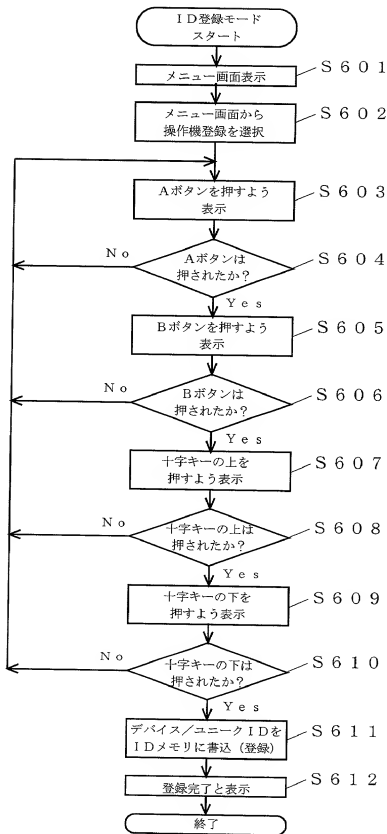 ＩＤ登録モード
スタート
メニュー画面表示
Ｓ６０１
メニュー画面から
操作機登録を選択
Ｓ６０２
Ａボタンを押すよう
表示
Ｓ６０３
Ａボタンは
押されたか？
Ｓ６０４
Ｎｏ
Ｙｅｓ
Ｂボタンを押すよう
表示
Ｓ６０５
Ｂボタンは
押されたか？
Ｓ６０６
Ｎｏ
Ｙｅｓ
十字キーの上を
押すよう表示
Ｓ６０７
十字キーの上は
押されたか？
Ｓ６０８
Ｎｏ
Ｙｅｓ
十字キーの下を
押すよう表示
Ｓ６０９
十字キーの下は
押されたか？
Ｓ６１０
Ｎｏ
Ｙｅｓ
デバイス／ユニークＩＤを
ＩＤメモリに書込（登録）
Ｓ６１１
登録完了と表示
Ｓ６１２
終了